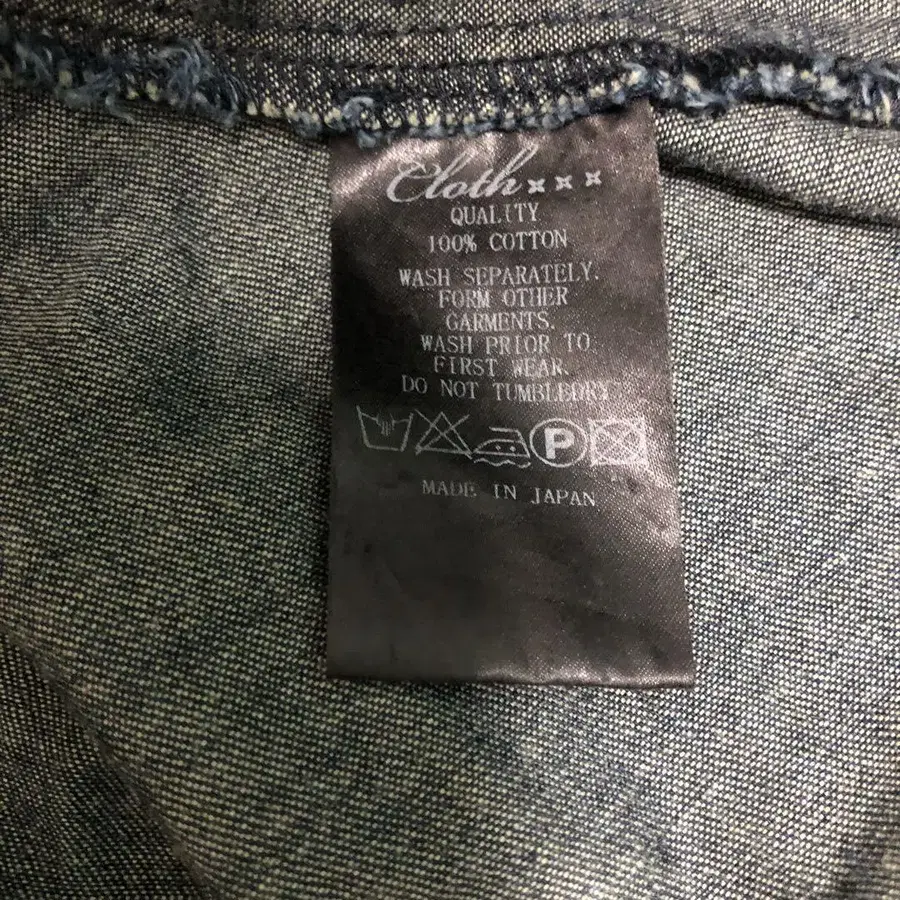 Cloth×××
QUALITY
100% COTTON
WASH SEPARATELY.
FORM OTHER
GARMENTS.
WASH PRIOR TO
FIRST WEAR.
DO NOT TUMBLEDRY
P
MADE IN JAPAN